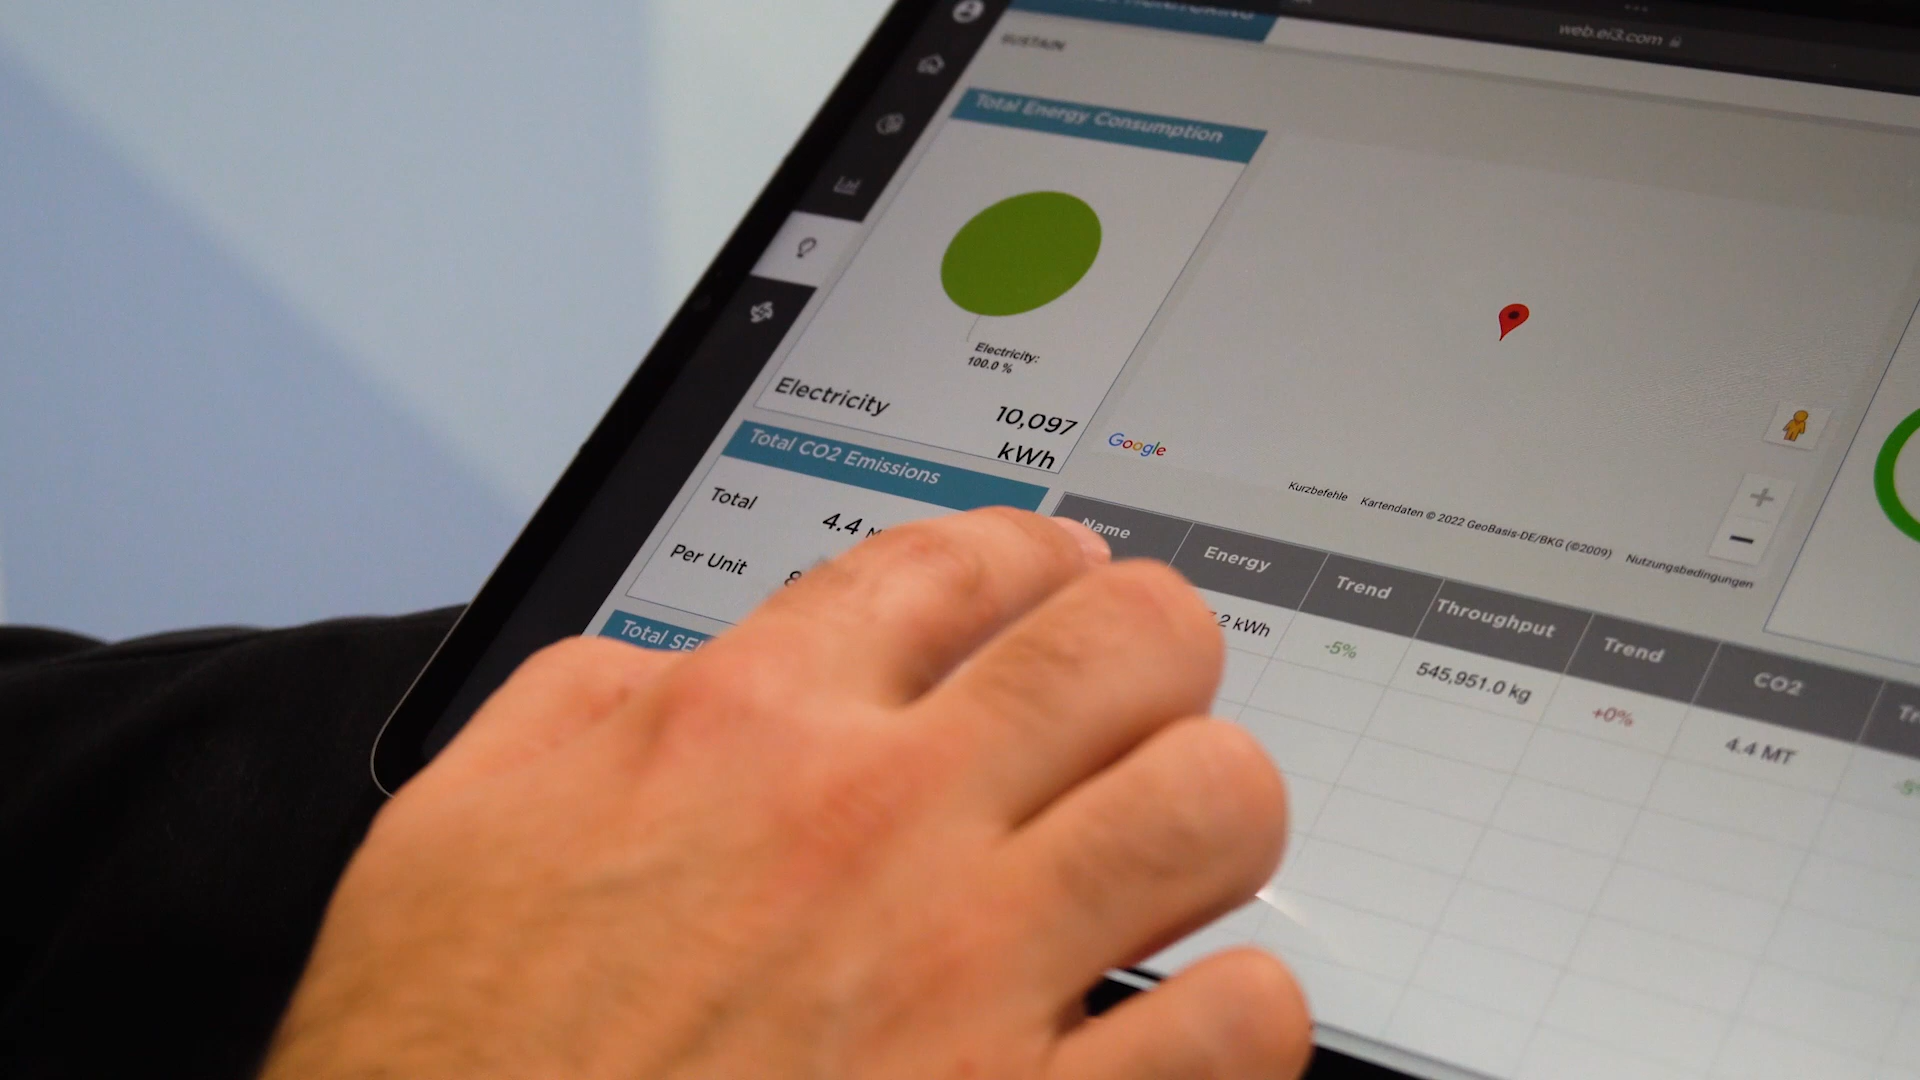 web.ei3.com
SUSTAIN
Total Energy Consumption
Electricity:
100.0 %
Electricity
10,097
kWh
Google
Kurzbefehle Kartendaten © 2022 GeoBasis-DE/BKG (©2009) Nutzungsbedingungen
Total CO2 Emissions
Total
4.4
Per Unit
Total
Name Energy Trend Throughput Trend CO2
kWh -5% 545,951.0 kg +0% 4.4 MT